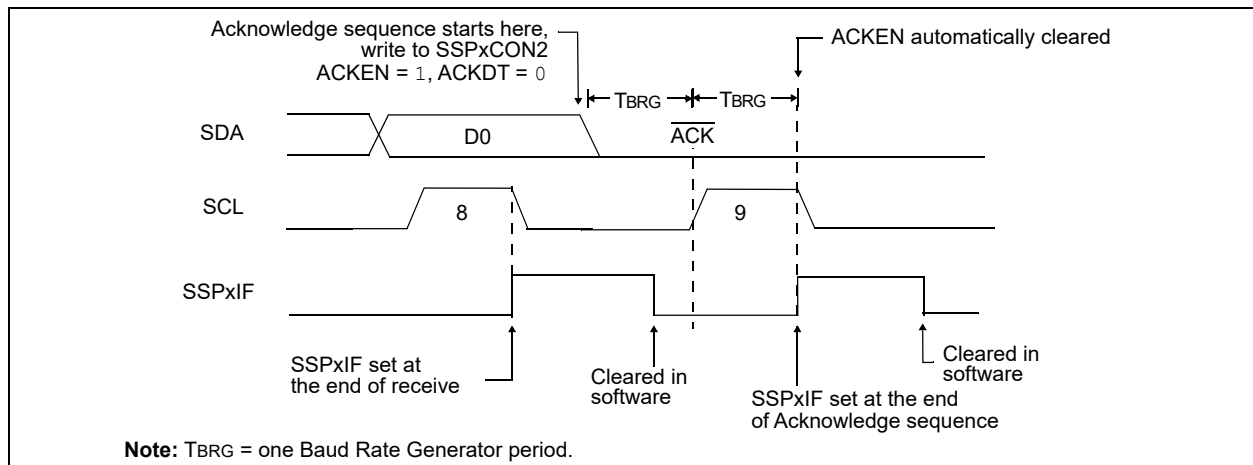 Acknowledge sequence starts here,
write to SSPxCON2
ACKEN = 1, ACKDT = 0
ACKEN automatically cleared
TBRG
TBRG
SDA
D0
ACK
SCL
8
9
SSPxIF
SSPxIF set at
the end of receive
Cleared in
software
SSPxIF set at the end
of Acknowledge sequence
Cleared in
software
Note: TBRG = one Baud Rate Generator period.